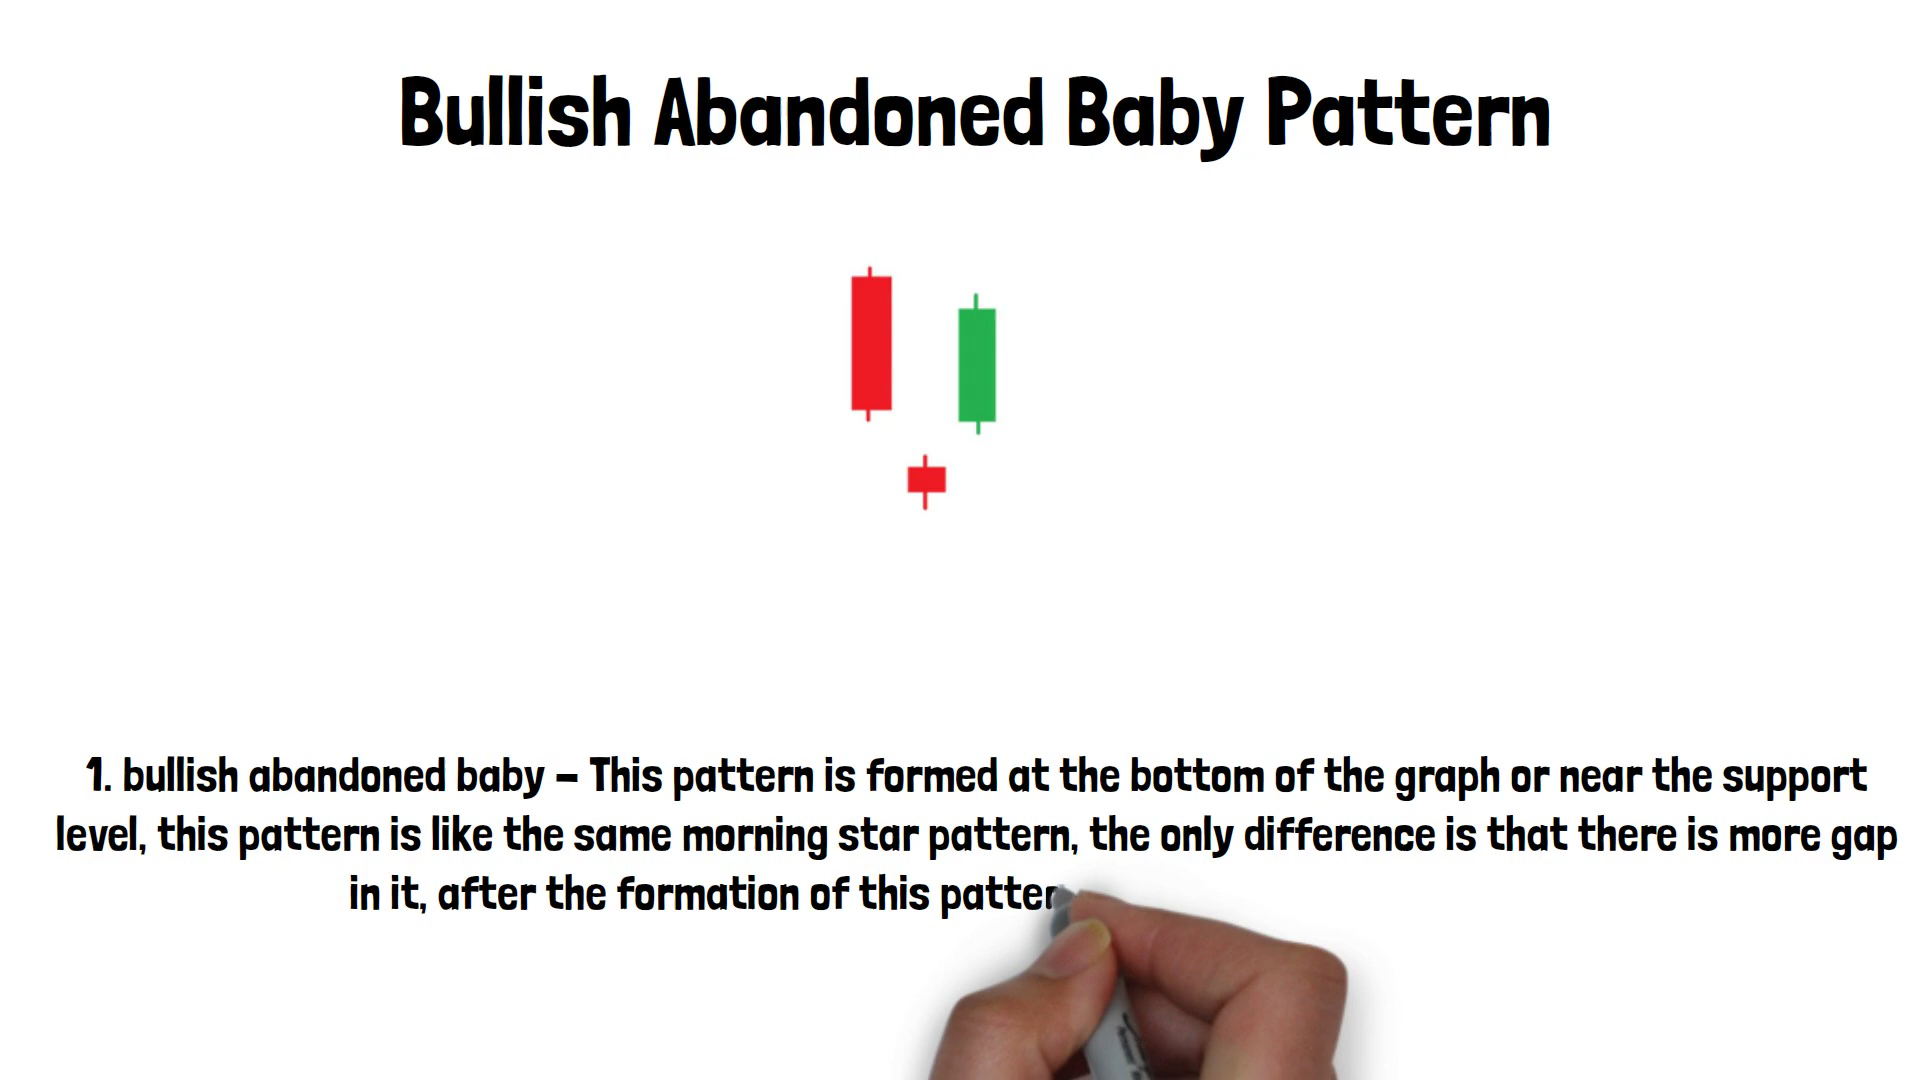 Bullish Abandoned Baby Pattern
1. bullish abandoned baby – This pattern is formed at the bottom of the graph or near the support
level, this pattern is like the same morning star pattern, the only difference is that there is more gap
in it, after the formation of this